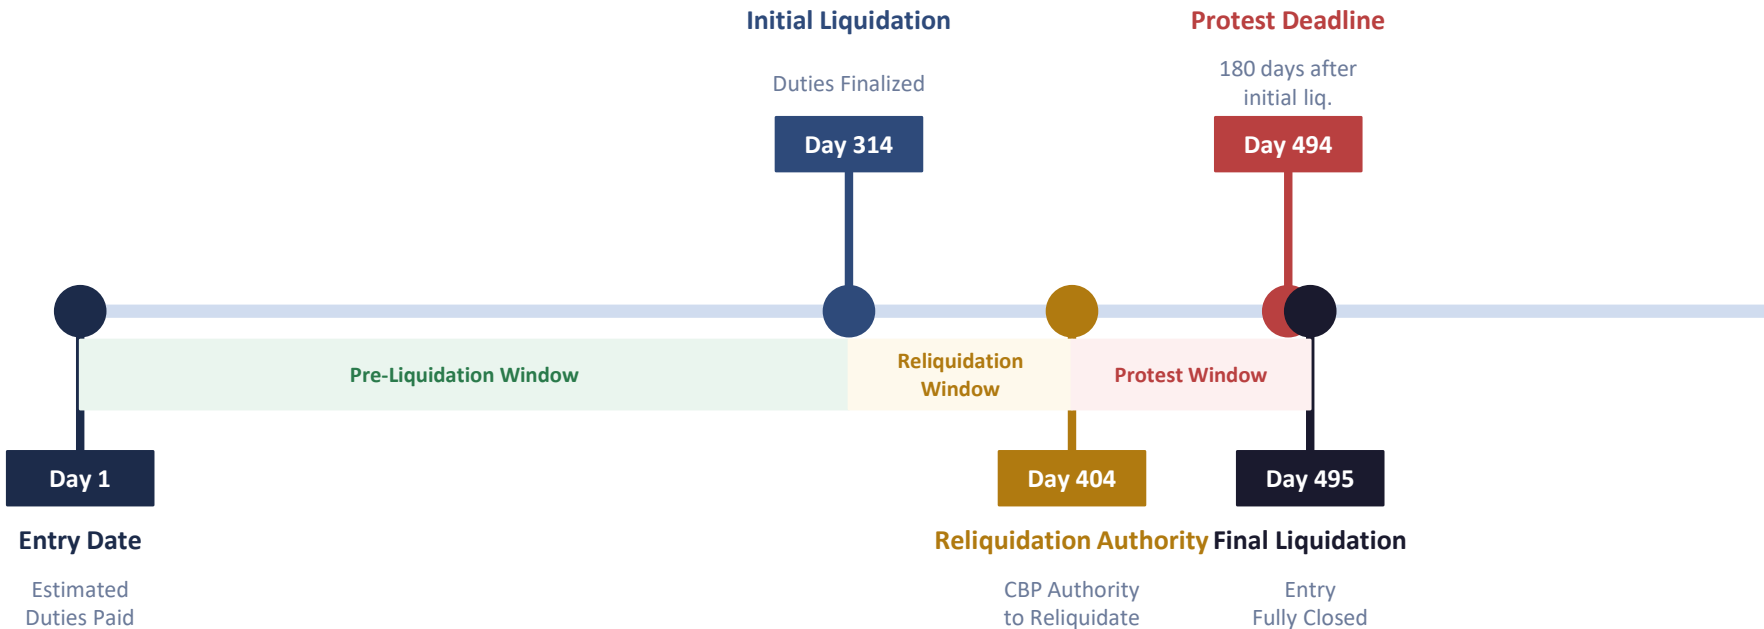 Initial Liquidation
Protest Deadline
Duties Finalized
180 days after
initial liq.
Day 314
Day 494
Pre-Liquidation Window
Reliquidation
Window
Protest Window
Day 1
Day 404
Day 495
Entry Date
Reliquidation Authority
Final Liquidation
Estimated
Duties Paid
CBP Authority
to Reliquidate
Entry
Fully Closed